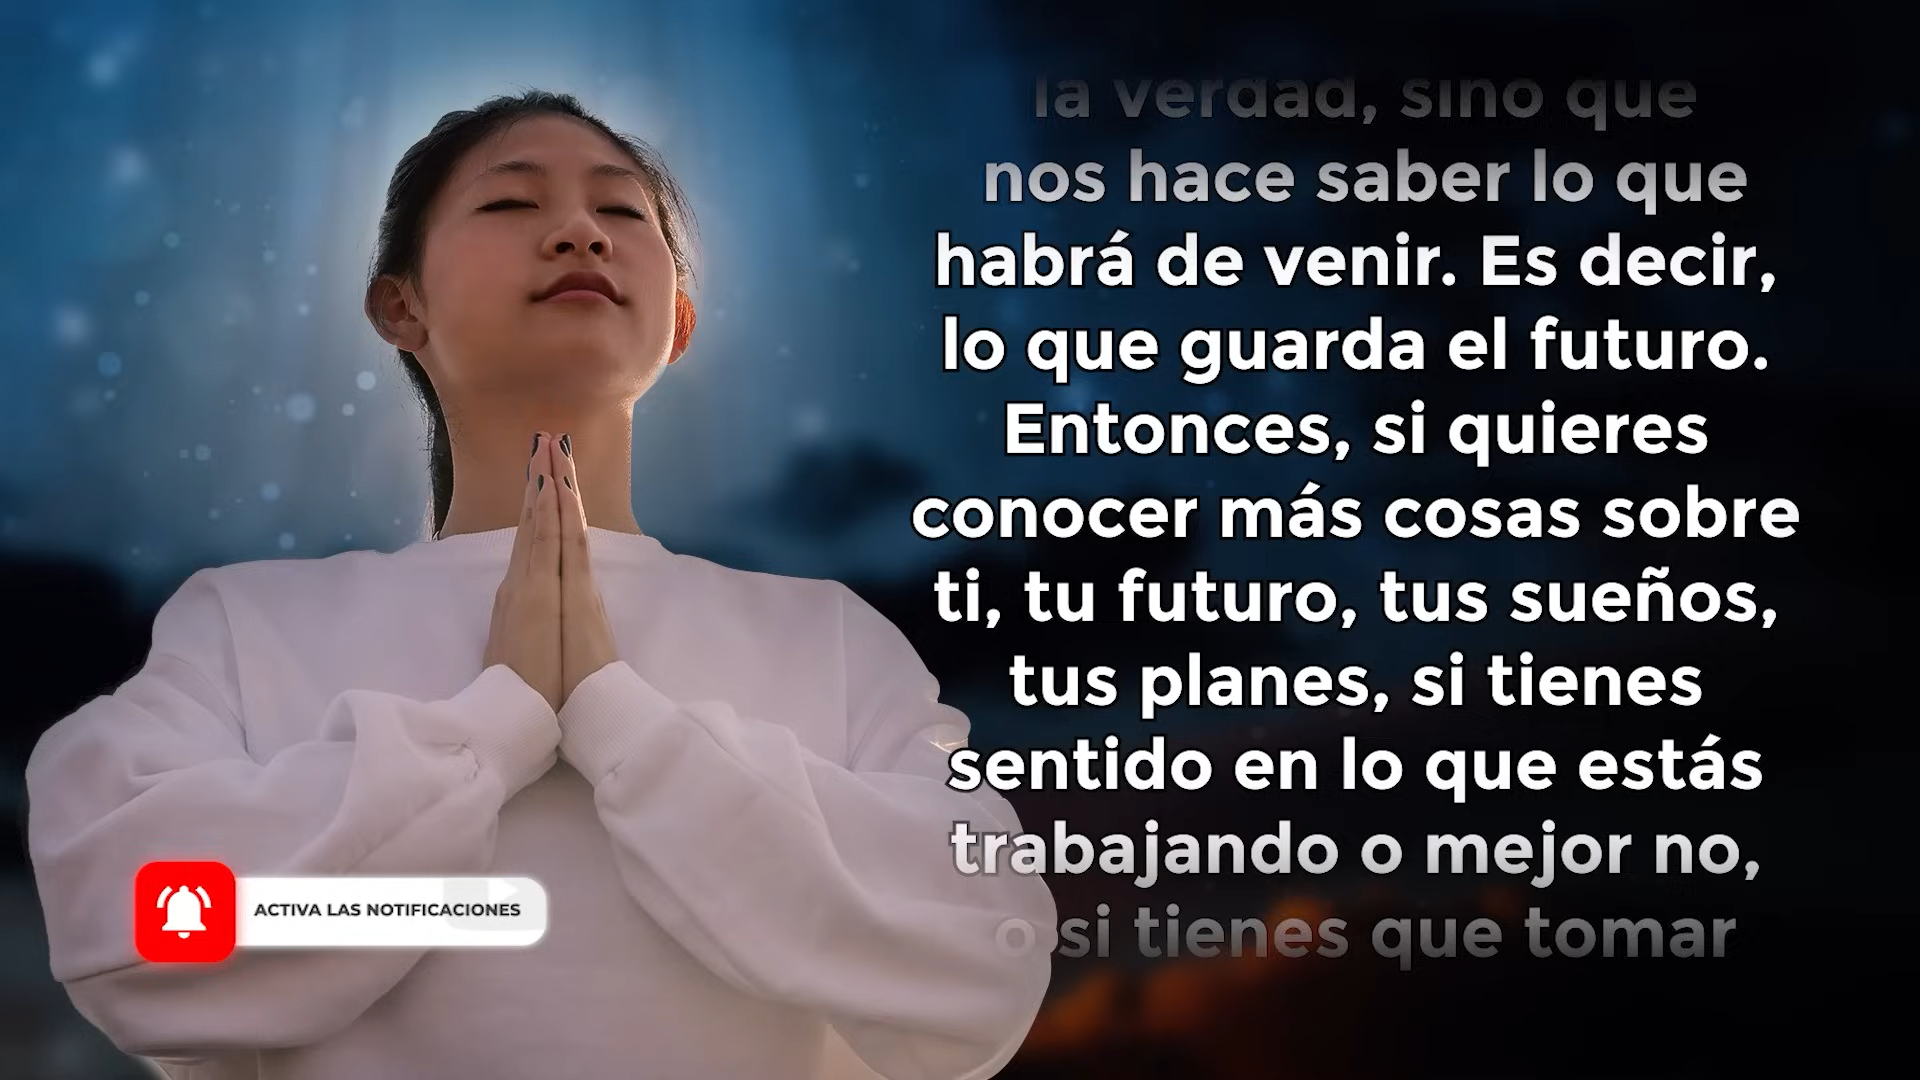 la verdad, sino que
nos hace saber lo que
habrá de venir. Es decir,
lo que guarda el futuro.
Entonces, si quieres
conocer más cosas sobre
ti, tu futuro, tus sueños,
tus planes, si tienes
sentido en lo que estás
trabajando o mejor no,
o si tienes que tomar
ACTIVA LAS NOTIFICACIONES